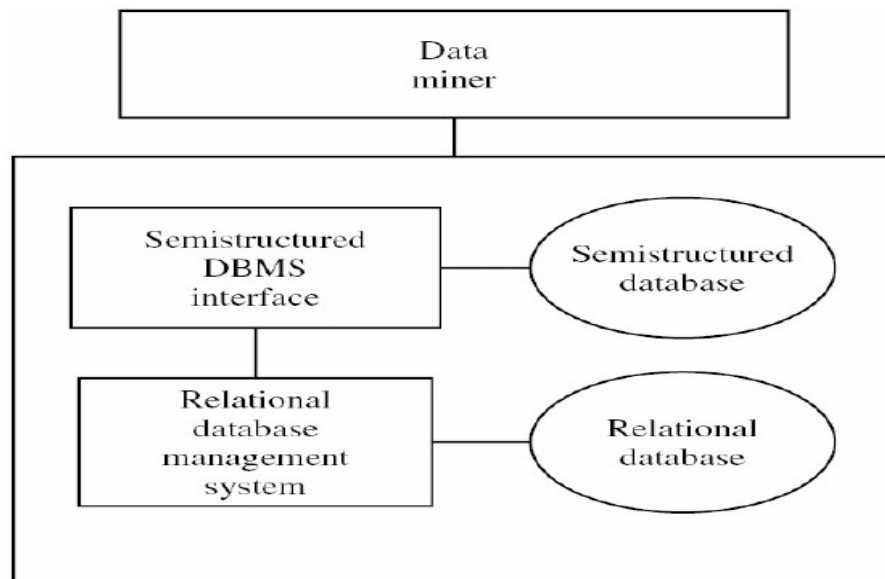 Data
miner
Semistructured
DBMS
interface
Semistructured
database
Relational
database
management
system
Relational
database